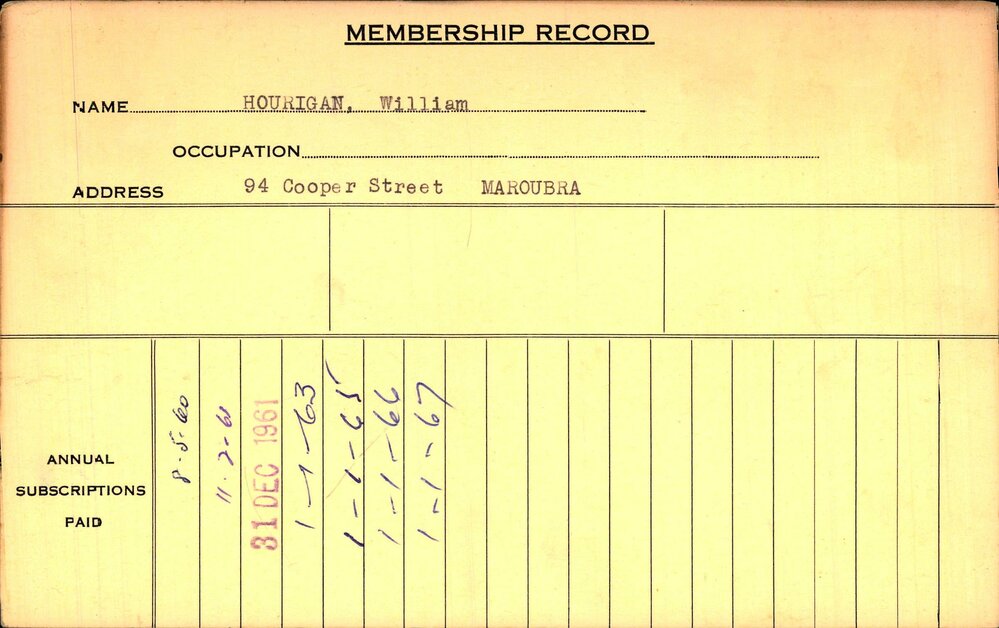 MEMBERSHIP RECORD
NAME HOURIGAN, William
OCCUPATION
ADDRESS 94 Cooper Street MAROUBRA
ANNUAL
SUBSCRIPTIONS
PAID
8-5-60
11-2-61
31 DEC 1961
1-1-63
1-1-65
1-1-66
1-1-67